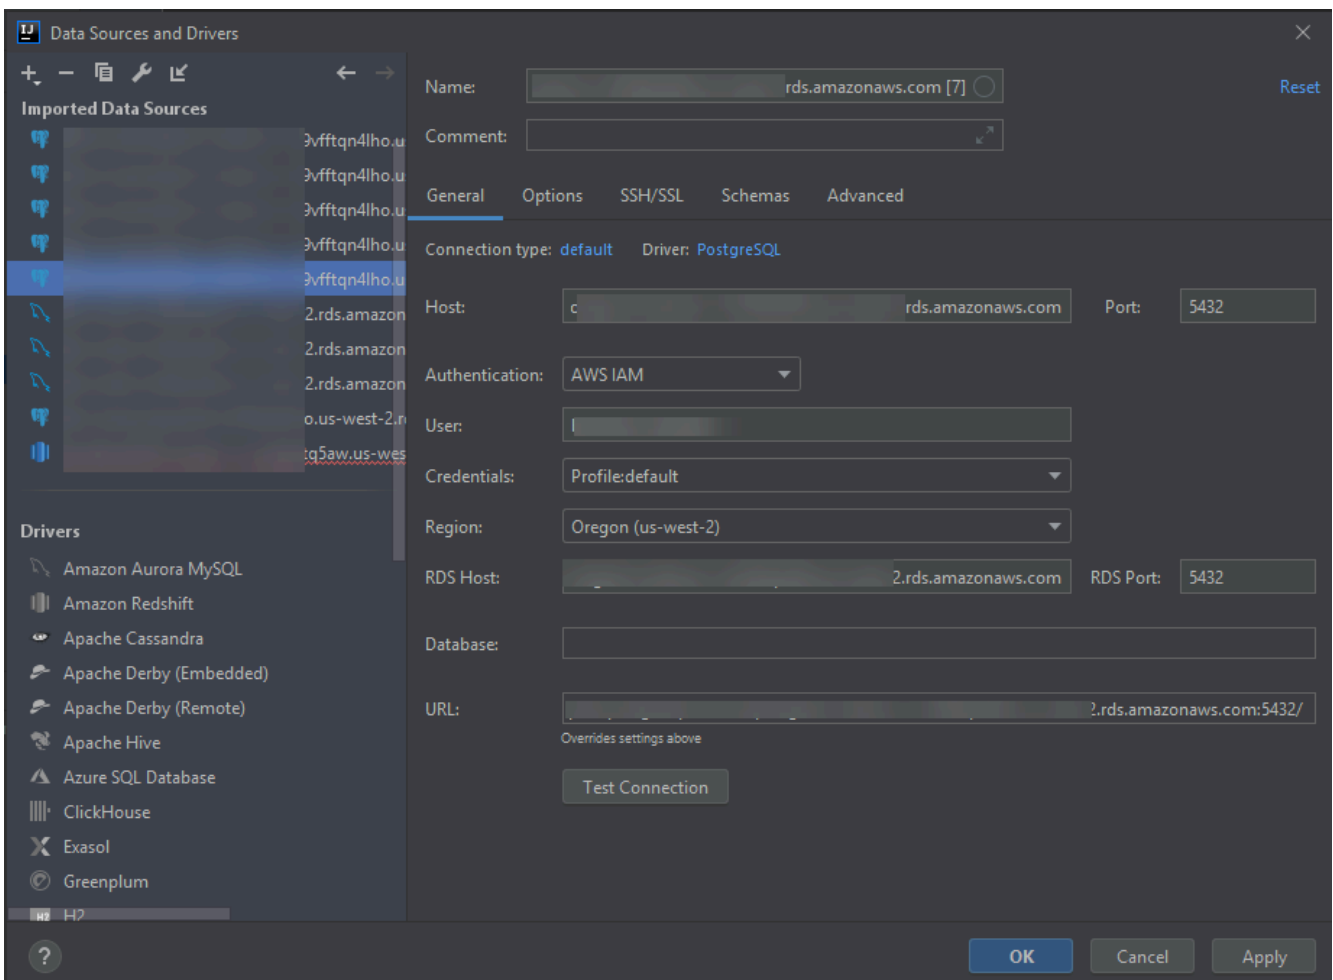 IJ Data Sources and Drivers
Imported Data Sources
9vfftqn4lho.u
9vfftqn4lho.u
9vfftqn4lho.u
9vfftqn4lho.u
9vfftqn4lho.u
2.rds.amazon
2.rds.amazon
2.rds.amazon
o.us-west-2.r
tq5aw.us-wes
Drivers
Amazon Aurora MySQL
Amazon Redshift
Apache Cassandra
Apache Derby (Embedded)
Apache Derby (Remote)
Apache Hive
Azure SQL Database
ClickHouse
Exasol
Greenplum
H2 H2
Name: rds.amazonaws.com [7] Reset
Comment:
General Options SSH/SSL Schemas Advanced
Connection type: default Driver: PostgreSQL
Host: rds.amazonaws.com Port: 5432
Authentication: AWS IAM
User:
Credentials: Profile:default
Region: Oregon (us-west-2)
RDS Host: 2.rds.amazonaws.com RDS Port: 5432
Database:
URL: 2.rds.amazonaws.com:5432/
Overrides settings above
Test Connection
? OK Cancel Apply